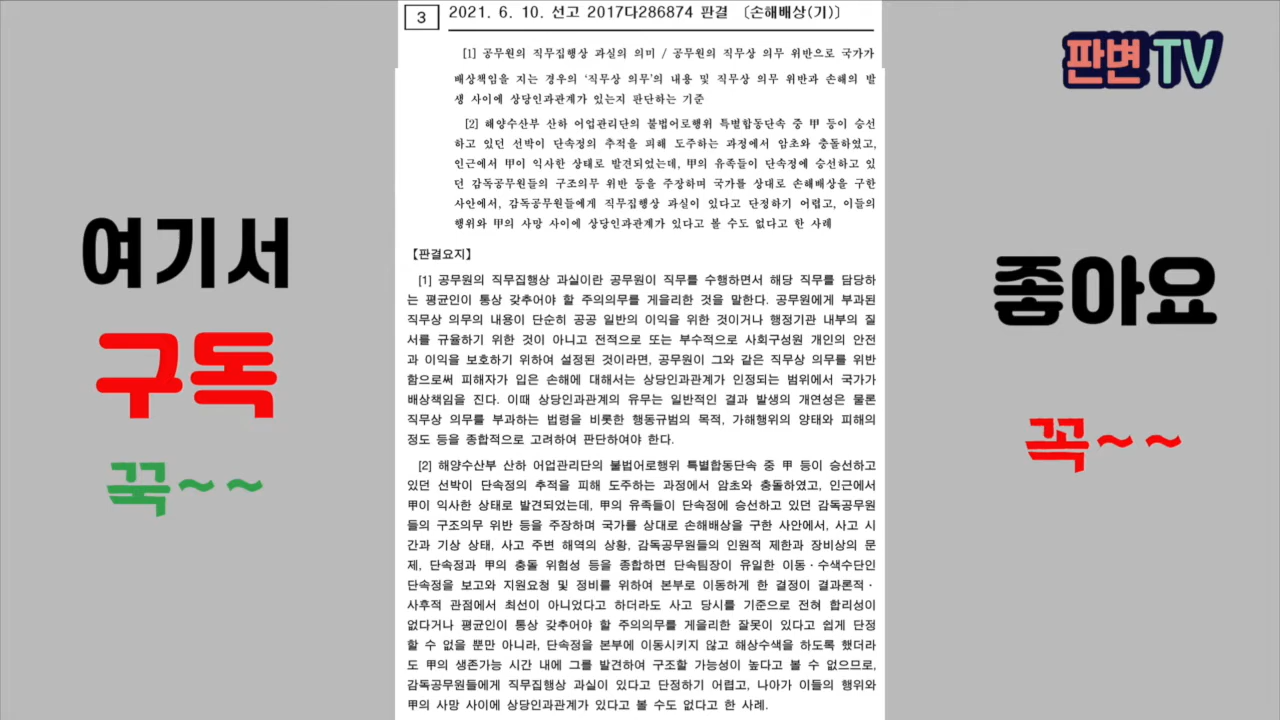 3
2021. 6. 10. 선고 2017다286874 판결 〔손해배상(기)〕
[1] 공무원의 직무집행상 과실의 의미 / 공무원의 직무상 의무 위반으로 국가가
배상책임을 지는 경우의 ‘직무상 의무’의 내용 및 직무상 의무 위반과 손해의 발
생 사이에 상당인과관계가 있는지 판단하는 기준
[2] 해양수산부 산하 어업관리단의 불법어로행위 특별합동단속 중 甲 등이 승선
하고 있던 선박이 단속정의 추적을 피해 도주하는 과정에서 암초와 충돌하였고,
인근에서 甲이 익사한 상태로 발견되었는데, 甲의 유족들이 단속정에 승선하고 있
던 감독공무원들의 구조의무 위반 등을 주장하며 국가를 상대로 손해배상을 구한
사안에서, 감독공무원들에게 직무집행상 과실이 있다고 단정하기 어렵고, 이들의
행위와 甲의 사망 사이에 상당인과관계가 있다고 볼 수도 없다고 한 사례
【판결요지】
[1] 공무원의 직무집행상 과실이란 공무원이 직무를 수행하면서 해당 직무를 담당하
는 평균인이 통상 갖추어야 할 주의의무를 게을리한 것을 말한다. 공무원에게 부과된
직무상 의무의 내용이 단순히 공공 일반의 이익을 위한 것이거나 행정기관 내부의 질
서를 규율하기 위한 것이 아니고 전적으로 또는 부수적으로 사회구성원 개인의 안전
과 이익을 보호하기 위하여 설정된 것이라면, 공무원이 그와 같은 직무상 의무를 위반
함으로써 피해자가 입은 손해에 대해서는 상당인과관계가 인정되는 범위에서 국가가
배상책임을 진다. 이때 상당인과관계의 유무는 일반적인 결과 발생의 개연성은 물론
직무상 의무를 부과하는 법령을 비롯한 행동규범의 목적, 가해행위의 양태와 피해의
정도 등을 종합적으로 고려하여 판단하여야 한다.
[2] 해양수산부 산하 어업관리단의 불법어로행위 특별합동단속 중 甲 등이 승선하고
있던 선박이 단속정의 추적을 피해 도주하는 과정에서 암초와 충돌하였고, 인근에서
甲이 익사한 상태로 발견되었는데, 甲의 유족들이 단속정에 승선하고 있던 감독공무원
들의 구조의무 위반 등을 주장하며 국가를 상대로 손해배상을 구한 사안에서, 사고 시
간과 기상 상태, 사고 주변 해역의 상황, 감독공무원들의 인원적 제한과 장비상의 문
제, 단속정과 甲의 충돌 위험성 등을 종합하면 단속팀장이 유일한 이동·수색수단인
단속정을 보고와 지원요청 및 정비를 위하여 본부로 이동하게 한 결정이 결과론적·
사후적 관점에서 최선이 아니었다고 하더라도 사고 당시를 기준으로 전혀 합리성이
없다거나 평균인이 통상 갖추어야 할 주의의무를 게을리한 잘못이 있다고 쉽게 단정
할 수 없을 뿐만 아니라, 단속정을 본부에 이동시키지 않고 해상수색을 하도록 했더라
도 甲의 생존가능 시간 내에 그를 발견하여 구조할 가능성이 높다고 볼 수 없으므로,
감독공무원들에게 직무집행상 과실이 있다고 단정하기 어렵고, 나아가 이들의 행위와
甲의 사망 사이에 상당인과관계가 있다고 볼 수도 없다고 한 사례.
여기서
구독
꾹~~
판변 TV
좋아요
꼭~~